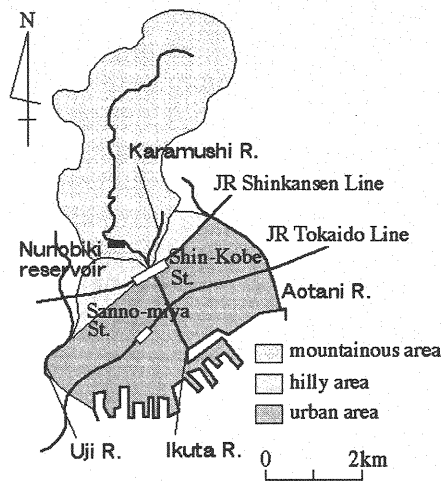 N
Karamushi R.
JR Shinkansen Line
Nunobiki
reservoir
Shin-Kobe
St.
JR Tokaido Line
Sanno-miya
St.
Aotani R.
mountainous area
hilly area
urban area
Uji R.
Ikuta R.
0
2km